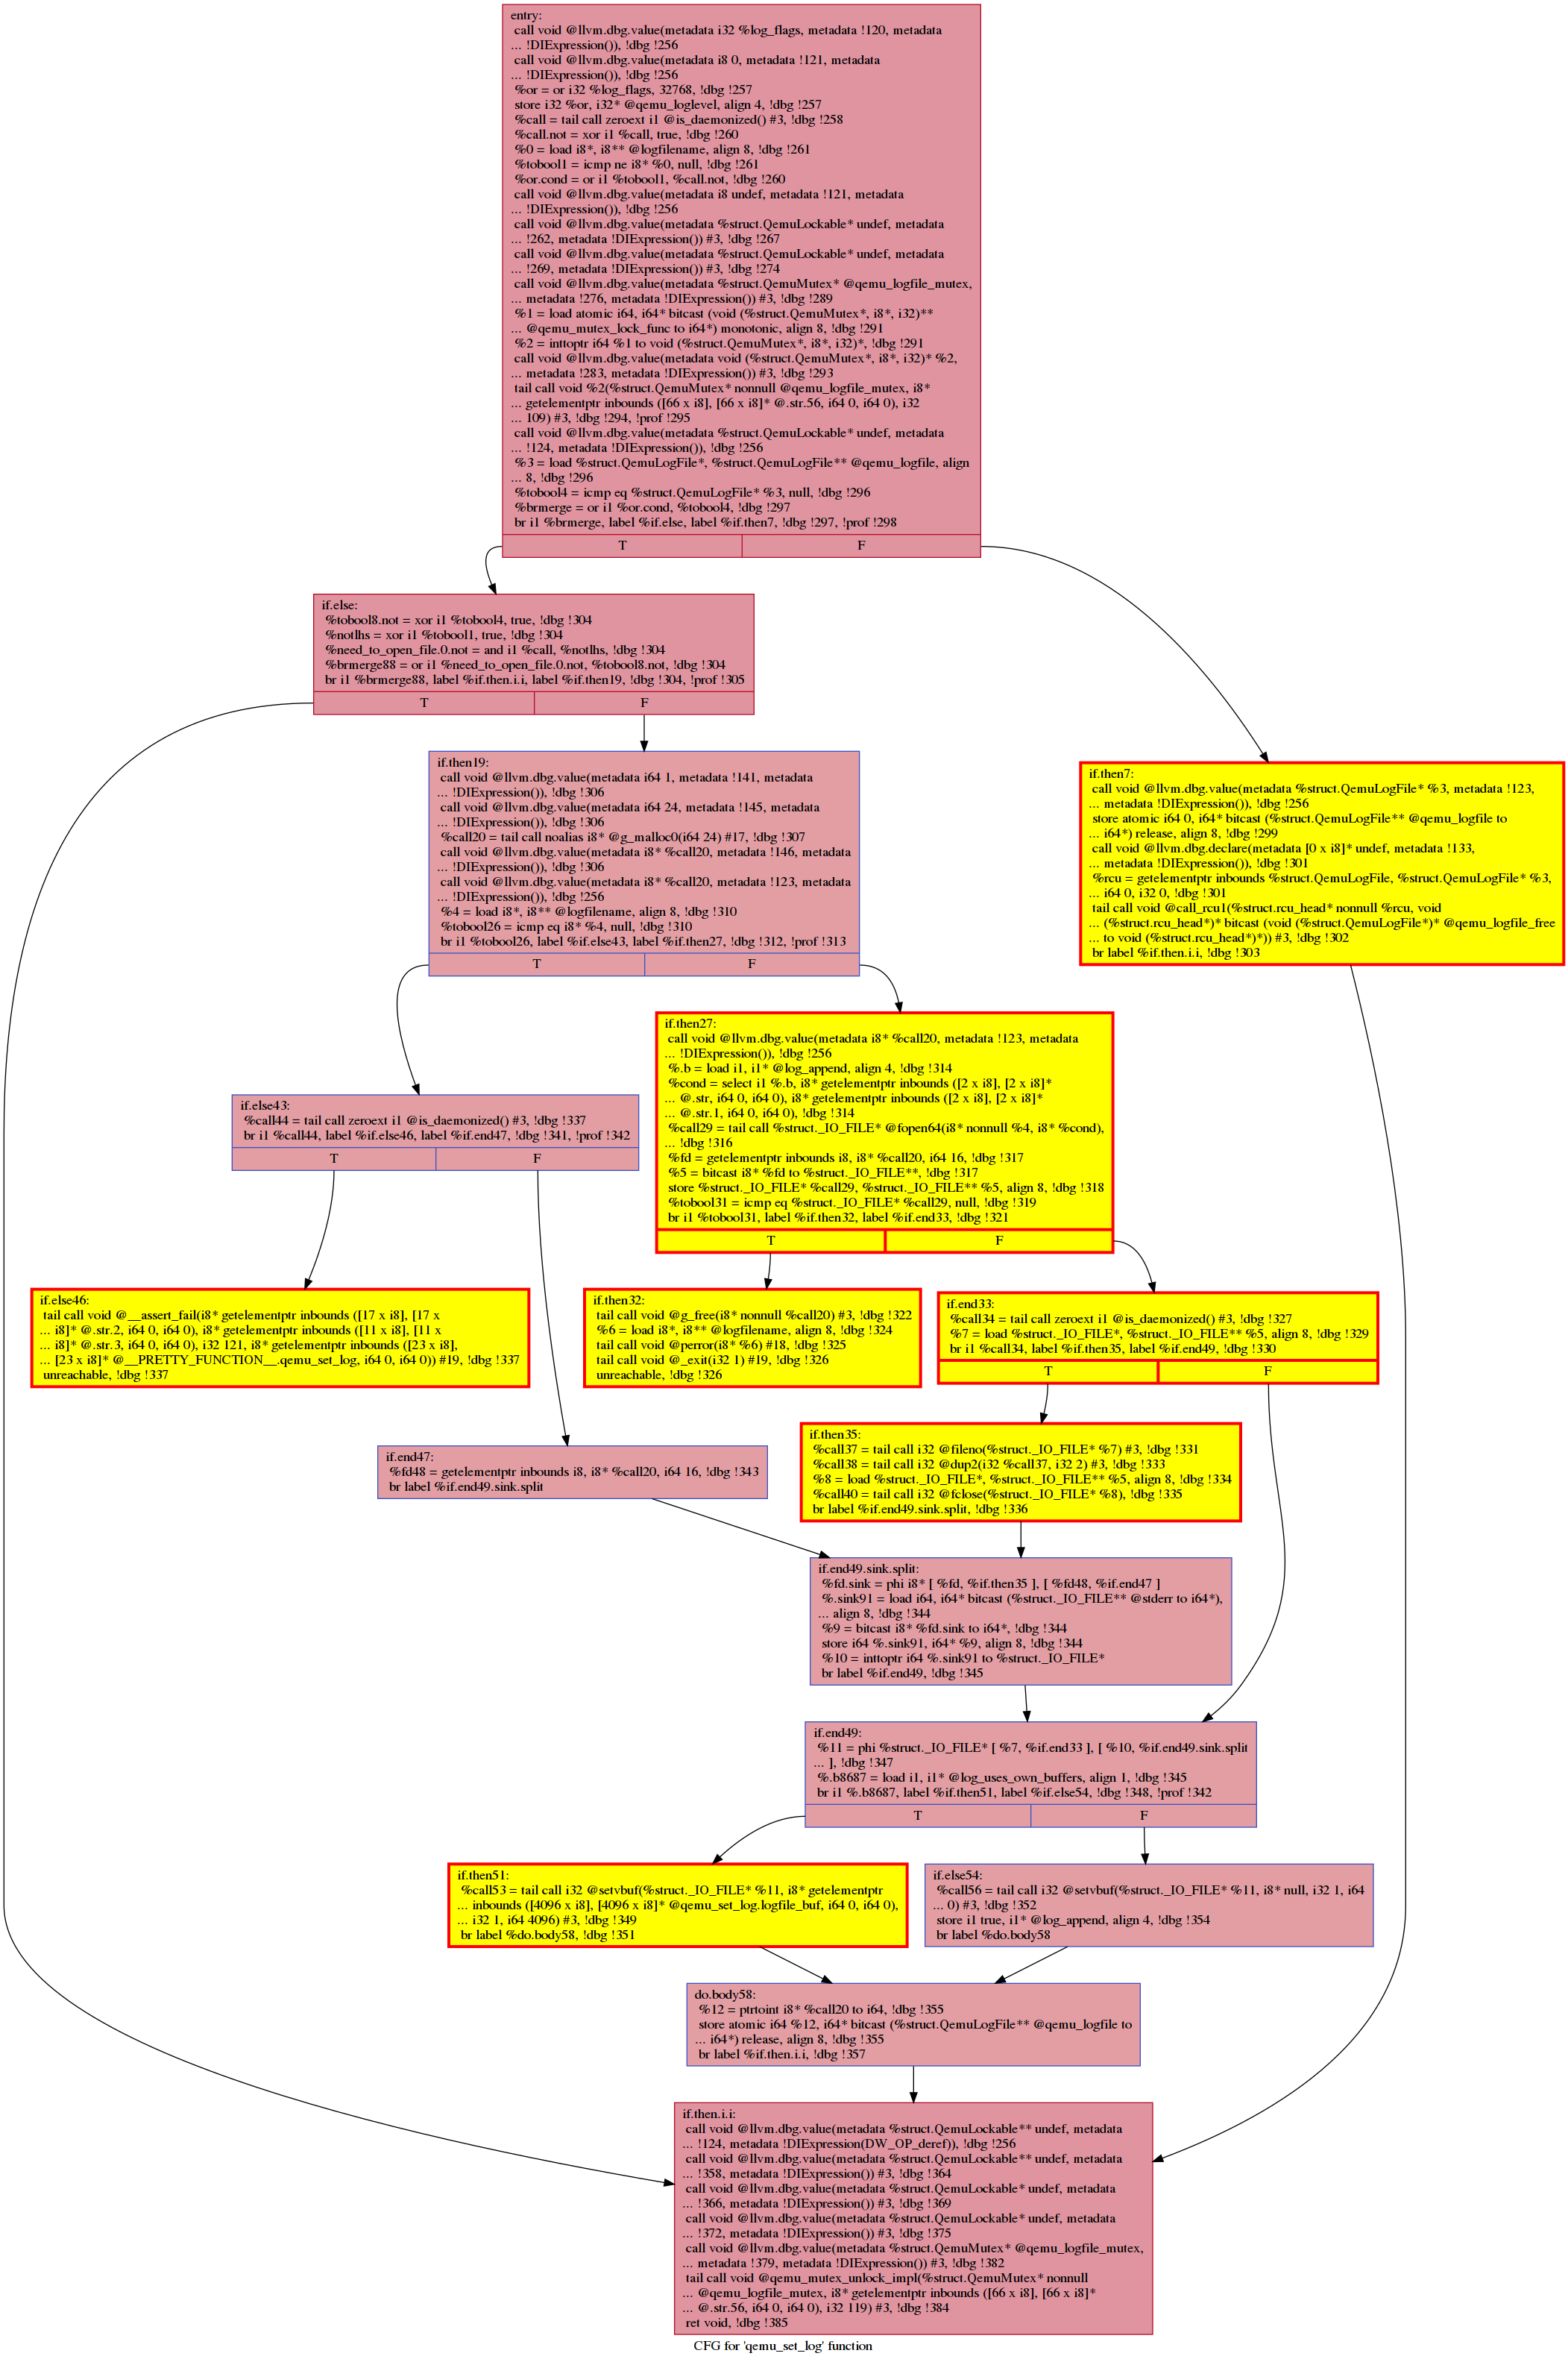 entry:
call void @llvm.dbg.value(metadata i32 %log_flags, metadata !120, metadata
... !DIExpression()), !dbg !256
call void @llvm.dbg.value(metadata i8 0, metadata !121, metadata
... !DIExpression()), !dbg !256
%or = or i32 %log_flags, 32768, !dbg !257
store i32 %or, i32* @qemu_loglevel, align 4, !dbg !257
%call = tail call zeroext i1 @is_daemonized() #3, !dbg !258
%call.not = xor i1 %call, true, !dbg !260
%0 = load i8*, i8** @logfilename, align 8, !dbg !261
%tobool1 = icmp ne i8* %0, null, !dbg !261
%or.cond = or i1 %tobool1, %call.not, !dbg !260
call void @llvm.dbg.value(metadata i8 undef, metadata !121, metadata
... !DIExpression()), !dbg !256
call void @llvm.dbg.value(metadata %struct.QemuLockable* undef, metadata
... !262, metadata !DIExpression()) #3, !dbg !267
call void @llvm.dbg.value(metadata %struct.QemuLockable* undef, metadata
... !269, metadata !DIExpression()) #3, !dbg !274
call void @llvm.dbg.value(metadata %struct.QemuMutex* @qemu_logfile_mutex,
... metadata !276, metadata !DIExpression()) #3, !dbg !289
%1 = load atomic i64, i64* bitcast (void (%struct.QemuMutex*, i8*, i32)**
... @qemu_mutex_lock_func to i64*) monotonic, align 8, !dbg !291
%2 = inttoptr i64 %1 to void (%struct.QemuMutex*, i8*, i32)*, !dbg !291
call void @llvm.dbg.value(metadata void (%struct.QemuMutex*, i8*, i32)* %2,
... metadata !283, metadata !DIExpression()) #3, !dbg !293
tail call void %2(%struct.QemuMutex* nonnull @qemu_logfile_mutex, i8*
... getelementptr inbounds ([66 x i8], [66 x i8]* @.str.56, i64 0, i64 0), i32
... 109) #3, !dbg !294, !prof !295
call void @llvm.dbg.value(metadata %struct.QemuLockable* undef, metadata
... !124, metadata !DIExpression()), !dbg !256
%3 = load %struct.QemuLogFile*, %struct.QemuLogFile** @qemu_logfile, align
... 8, !dbg !296
%tobool4 = icmp eq %struct.QemuLogFile* %3, null, !dbg !296
%brmerge = or i1 %or.cond, %tobool4, !dbg !297
br i1 %brmerge, label %if.else, label %if.then7, !dbg !297, !prof !298
T F
if.else:
%tobool8.not = xor i1 %tobool4, true, !dbg !304
%notlhs = xor i1 %tobool1, true, !dbg !304
%need_to_open_file.0.not = and i1 %call, %notlhs, !dbg !304
%brmerge88 = or i1 %need_to_open_file.0.not, %tobool8.not, !dbg !304
br i1 %brmerge88, label %if.then.i.i, label %if.then19, !dbg !304, !prof !305
T F
if.then19:
call void @llvm.dbg.value(metadata i64 1, metadata !141, metadata
... !DIExpression()), !dbg !306
call void @llvm.dbg.value(metadata i64 24, metadata !145, metadata
... !DIExpression()), !dbg !306
%call20 = tail call noalias i8* @g_malloc0(i64 24) #17, !dbg !307
call void @llvm.dbg.value(metadata i8* %call20, metadata !146, metadata
... !DIExpression()), !dbg !306
call void @llvm.dbg.value(metadata i8* %call20, metadata !123, metadata
... !DIExpression()), !dbg !256
%4 = load i8*, i8** @logfilename, align 8, !dbg !310
%tobool26 = icmp eq i8* %4, null, !dbg !310
br i1 %tobool26, label %if.else43, label %if.then27, !dbg !312, !prof !313
T F
if.then7:
call void @llvm.dbg.value(metadata %struct.QemuLogFile* %3, metadata !123,
... metadata !DIExpression()), !dbg !256
store atomic i64 0, i64* bitcast (%struct.QemuLogFile** @qemu_logfile to
... i64*) release, align 8, !dbg !299
call void @llvm.dbg.declare(metadata [0 x i8]* undef, metadata !133,
... metadata !DIExpression()), !dbg !301
%rcu = getelementptr inbounds %struct.QemuLogFile, %struct.QemuLogFile* %3,
... i64 0, i32 0, !dbg !301
tail call void @call_rcu1(%struct.rcu_head* nonnull %rcu, void
... (%struct.rcu_head*)* bitcast (void (%struct.QemuLogFile*)* @qemu_logfile_free
... to void (%struct.rcu_head*)*)) #3, !dbg !302
br label %if.then.i.i, !dbg !303
if.then27:
call void @llvm.dbg.value(metadata i8* %call20, metadata !123, metadata
... !DIExpression()), !dbg !256
%.b = load i1, i1* @log_append, align 4, !dbg !314
%cond = select i1 %.b, i8* getelementptr inbounds ([2 x i8], [2 x i8]*
... @.str, i64 0, i64 0), i8* getelementptr inbounds ([2 x i8], [2 x i8]*
... @.str.1, i64 0, i64 0), !dbg !314
%call29 = tail call %struct._IO_FILE* @fopen64(i8* nonnull %4, i8* %cond),
... !dbg !316
%fd = getelementptr inbounds i8, i8* %call20, i64 16, !dbg !317
%5 = bitcast i8* %fd to %struct._IO_FILE**, !dbg !317
store %struct._IO_FILE* %call29, %struct._IO_FILE** %5, align 8, !dbg !318
%tobool31 = icmp eq %struct._IO_FILE* %call29, null, !dbg !319
br i1 %tobool31, label %if.then32, label %if.end33, !dbg !321
T F
if.else43:
%call44 = tail call zeroext i1 @is_daemonized() #3, !dbg !337
br i1 %call44, label %if.else46, label %if.end47, !dbg !341, !prof !342
T F
if.else46:
tail call void @__assert_fail(i8* getelementptr inbounds ([17 x i8], [17 x
... i8]* @.str.2, i64 0, i64 0), i8* getelementptr inbounds ([11 x i8], [11 x
... i8]* @.str.3, i64 0, i64 0), i32 121, i8* getelementptr inbounds ([23 x i8],
... [23 x i8]* @__PRETTY_FUNCTION__.qemu_set_log, i64 0, i64 0)) #19, !dbg !337
unreachable, !dbg !337
if.then32:
tail call void @g_free(i8* nonnull %call20) #3, !dbg !322
%6 = load i8*, i8** @logfilename, align 8, !dbg !324
tail call void @perror(i8* %6) #18, !dbg !325
tail call void @_exit(i32 1) #19, !dbg !326
unreachable, !dbg !326
if.end33:
%call34 = tail call zeroext i1 @is_daemonized() #3, !dbg !327
%7 = load %struct._IO_FILE*, %struct._IO_FILE** %5, align 8, !dbg !329
br i1 %call34, label %if.then35, label %if.end49, !dbg !330
T F
if.then35:
%call37 = tail call i32 @fileno(%struct._IO_FILE* %7) #3, !dbg !331
%call38 = tail call i32 @dup2(i32 %call37, i32 2) #3, !dbg !333
%8 = load %struct._IO_FILE*, %struct._IO_FILE** %5, align 8, !dbg !334
%call40 = tail call i32 @fclose(%struct._IO_FILE* %8), !dbg !335
br label %if.end49.sink.split, !dbg !336
if.end47:
%fd48 = getelementptr inbounds i8, i8* %call20, i64 16, !dbg !343
br label %if.end49.sink.split
if.end49.sink.split:
%fd.sink = phi i8* [ %fd, %if.then35 ], [ %fd48, %if.end47 ]
%.sink91 = load i64, i64* bitcast (%struct._IO_FILE** @stderr to i64*),
... align 8, !dbg !344
%9 = bitcast i8* %fd.sink to i64*, !dbg !344
store i64 %.sink91, i64* %9, align 8, !dbg !344
%10 = inttoptr i64 %.sink91 to %struct._IO_FILE*
br label %if.end49, !dbg !345
if.end49:
%11 = phi %struct._IO_FILE* [ %7, %if.end33 ], [ %10, %if.end49.sink.split
... ], !dbg !347
%.b8687 = load i1, i1* @log_uses_own_buffers, align 1, !dbg !345
br i1 %.b8687, label %if.then51, label %if.else54, !dbg !348, !prof !342
T F
if.then51:
%call53 = tail call i32 @setvbuf(%struct._IO_FILE* %11, i8* getelementptr
... inbounds ([4096 x i8], [4096 x i8]* @qemu_set_log.logfile_buf, i64 0, i64 0),
... i32 1, i64 4096) #3, !dbg !349
br label %do.body58, !dbg !351
if.else54:
%call56 = tail call i32 @setvbuf(%struct._IO_FILE* %11, i8* null, i32 1, i64
... 0) #3, !dbg !352
store i1 true, i1* @log_append, align 4, !dbg !354
br label %do.body58
do.body58:
%12 = ptrtoint i8* %call20 to i64, !dbg !355
store atomic i64 %12, i64* bitcast (%struct.QemuLogFile** @qemu_logfile to
... i64*) release, align 8, !dbg !355
br label %if.then.i.i, !dbg !357
if.then.i.i:
call void @llvm.dbg.value(metadata %struct.QemuLockable** undef, metadata
... !124, metadata !DIExpression(DW_OP_deref)), !dbg !256
call void @llvm.dbg.value(metadata %struct.QemuLockable** undef, metadata
... !358, metadata !DIExpression()) #3, !dbg !364
call void @llvm.dbg.value(metadata %struct.QemuLockable* undef, metadata
... !366, metadata !DIExpression()) #3, !dbg !369
call void @llvm.dbg.value(metadata %struct.QemuLockable* undef, metadata
... !372, metadata !DIExpression()) #3, !dbg !375
call void @llvm.dbg.value(metadata %struct.QemuMutex* @qemu_logfile_mutex,
... metadata !379, metadata !DIExpression()) #3, !dbg !382
tail call void @qemu_mutex_unlock_impl(%struct.QemuMutex* nonnull
... @qemu_logfile_mutex, i8* getelementptr inbounds ([66 x i8], [66 x i8]*
... @.str.56, i64 0, i64 0), i32 119) #3, !dbg !384
ret void, !dbg !385
CFG for 'qemu_set_log' function